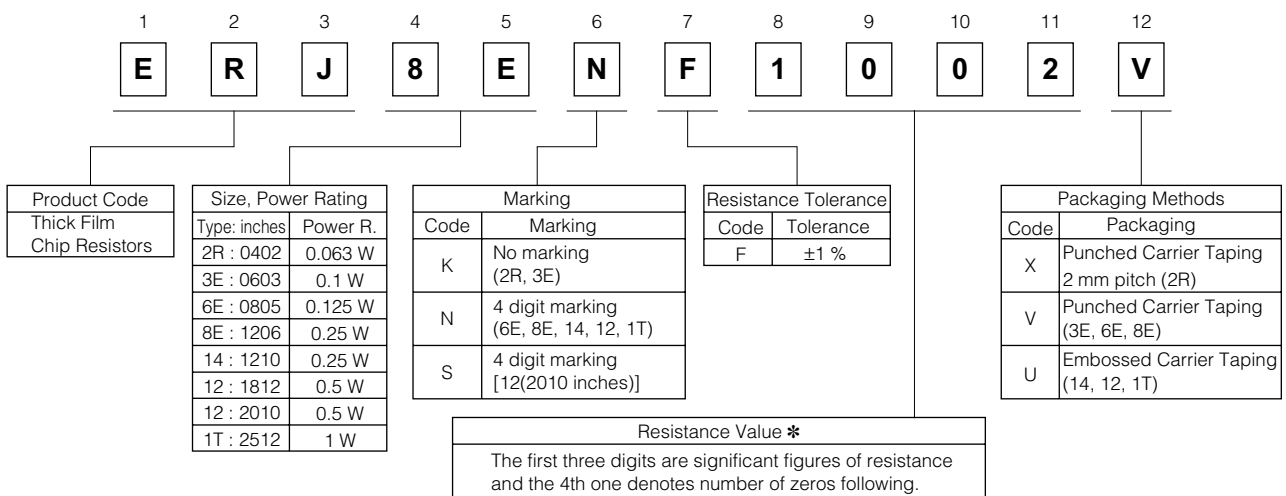 1 2 3 4 5 6 7 8 9 10 11 12
E R J 8 E N F 1 0 0 2 V
Product Code
Thick Film
Chip Resistors
Size, Power Rating
Type: inches Power R.
2R : 0402 0.063 W
3E : 0603 0.1 W
6E : 0805 0.125 W
8E : 1206 0.25 W
14 : 1210 0.25 W
12 : 1812 0.5 W
12 : 2010 0.5 W
1T : 2512 1 W
Marking
Code Marking
K No marking
(2R, 3E)
N 4 digit marking
(6E, 8E, 14, 12, 1T)
S 4 digit marking
[12(2010 inches)]
Resistance Tolerance
Code Tolerance
F ±1 %
Packaging Methods
Code Packaging
X Punched Carrier Taping
2 mm pitch (2R)
V Punched Carrier Taping
(3E, 6E, 8E)
U Embossed Carrier Taping
(14, 12, 1T)
Resistance Value ✽
The first three digits are significant figures of resistance
and the 4th one denotes number of zeros following.